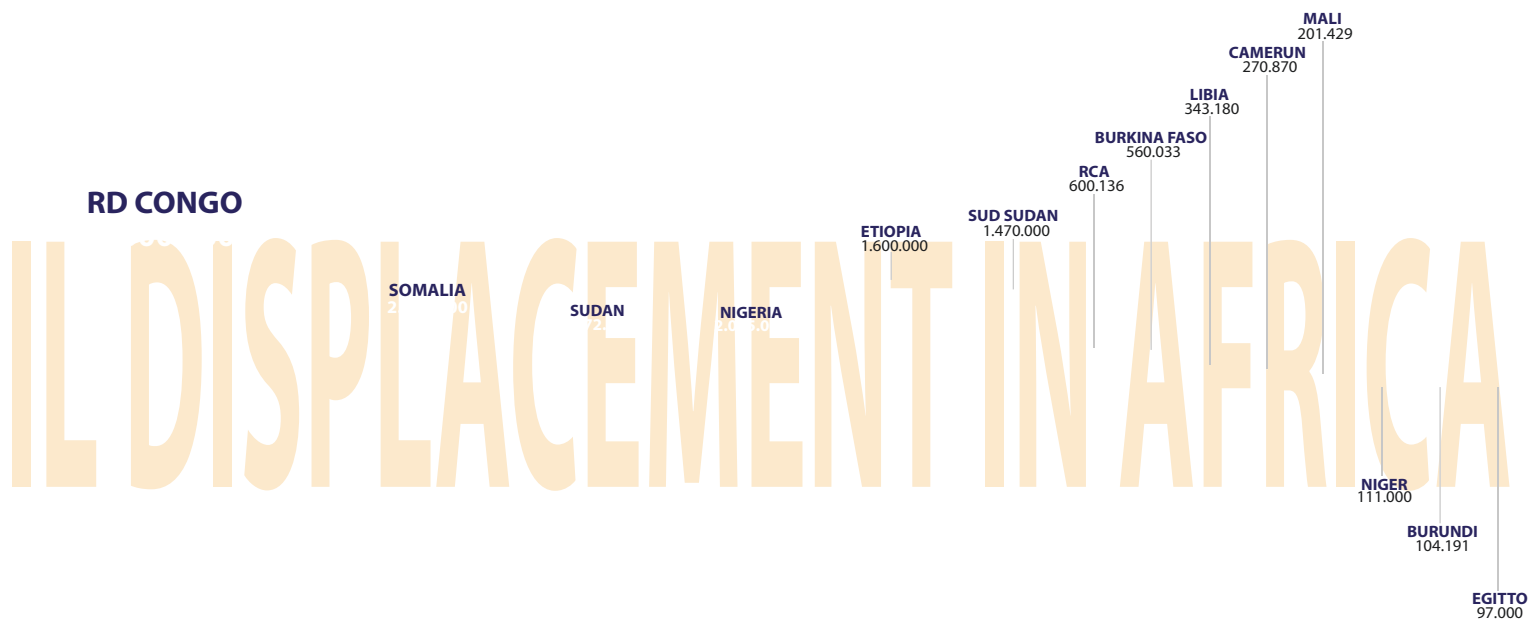 MALI
201.429
CAMERUN
270.870
LIBIA
343.180
BURKINA FASO
560.033
RCA
600.136
RD CONGO
SUD SUDAN
1.470.000
ETIOPIA
1.600.000
SOMALIA
SUDAN
NIGERIA
IL DISPLACEMENT IN AFRICA
NIGER
111.000
BURUNDI
104.191
EGITTO
97.000